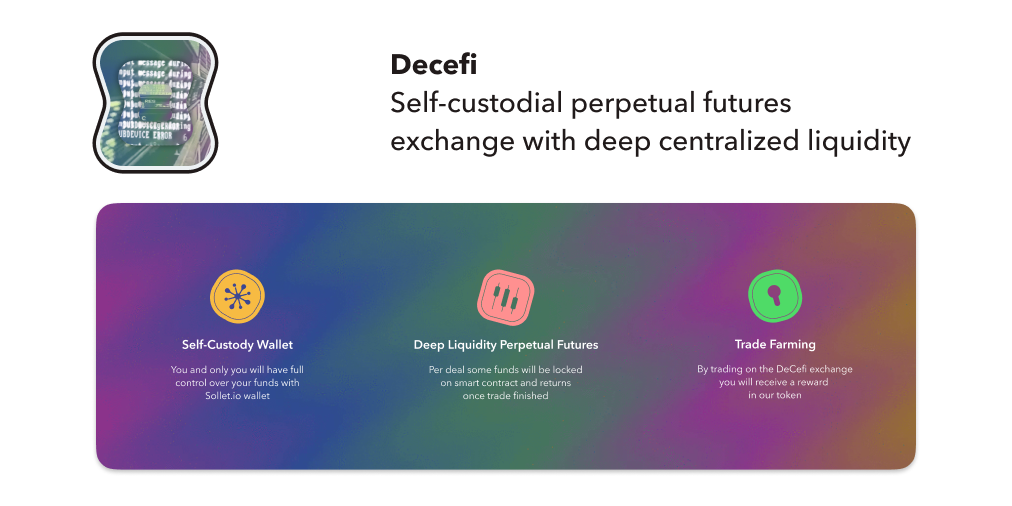 Decefi
Self-custodial perpetual futures
exchange with deep centralized liquidity
message during
message during
VBDEVICE ERROR
Self-Custody Wallet
You and only you will have full
control over your funds with
Sollet.io wallet
Deep Liquidity Perpetual Futures
Per deal some funds will be locked
on smart contract and returns
once trade finished
Trade Farming
By trading on the DeCefi exchange
you will receive a reward
in our token